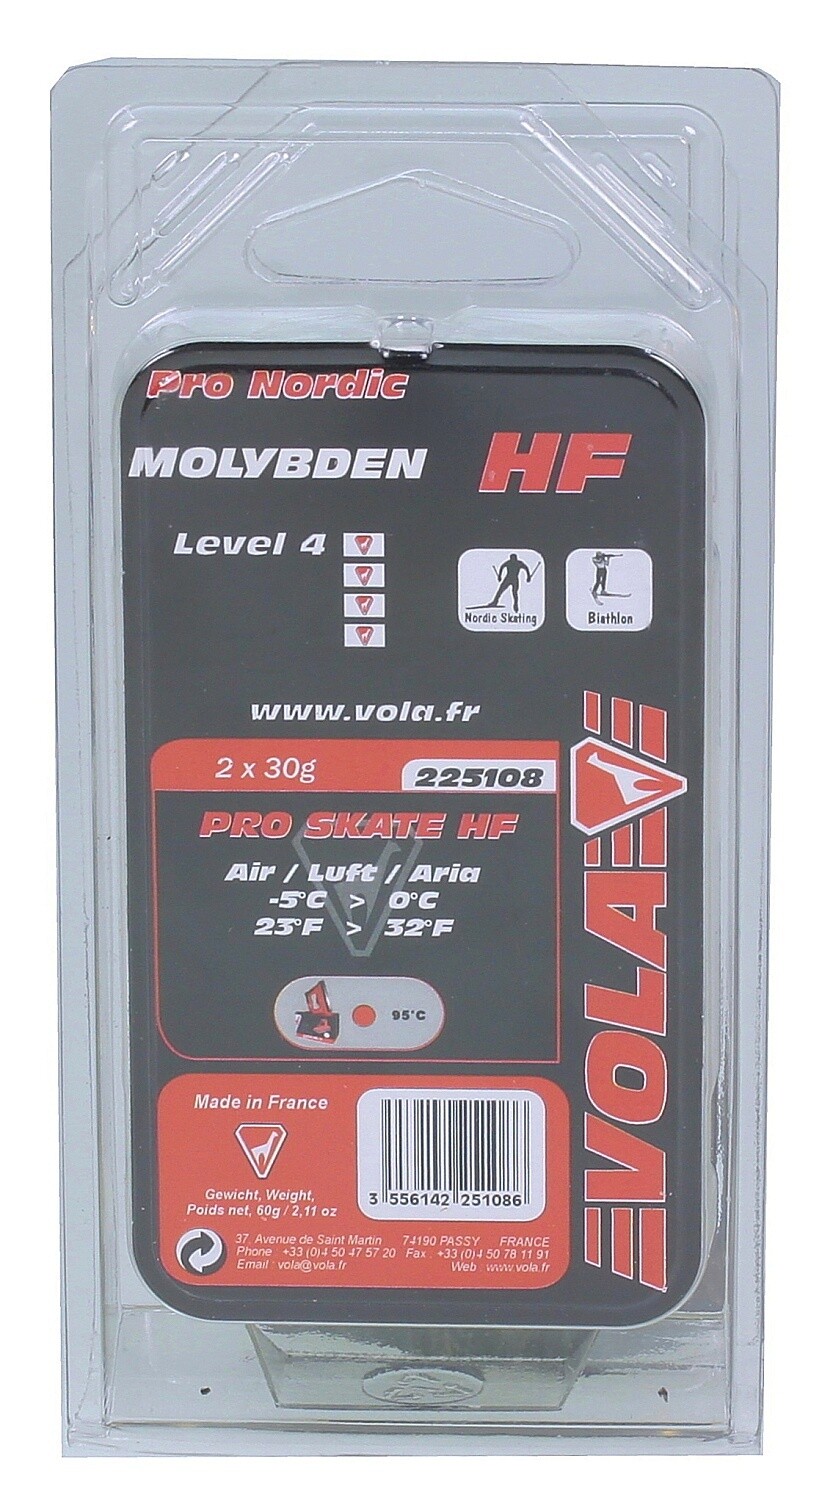 Pro Nordic
MOLYBDEN HF
Level 4
Nordic Skating Biathlon
www.vola.fr
2 x 30g 225108
PRO SKATE HF
Air / Luft / Aria
-5°C > 0°C
23°F > 32°F
95°C
VOLA
Made in France
Gewicht, Weight,
Poids net, 60g / 2,11 oz
3 556142 251086
37, Avenue de Saint Martin 74190 PASSY FRANCE
Phone +33 (0)4 50 47 57 20 Fax : +33 (0)4 50 78 11 91
Email : vola@vola.fr Web : www.vola.fr